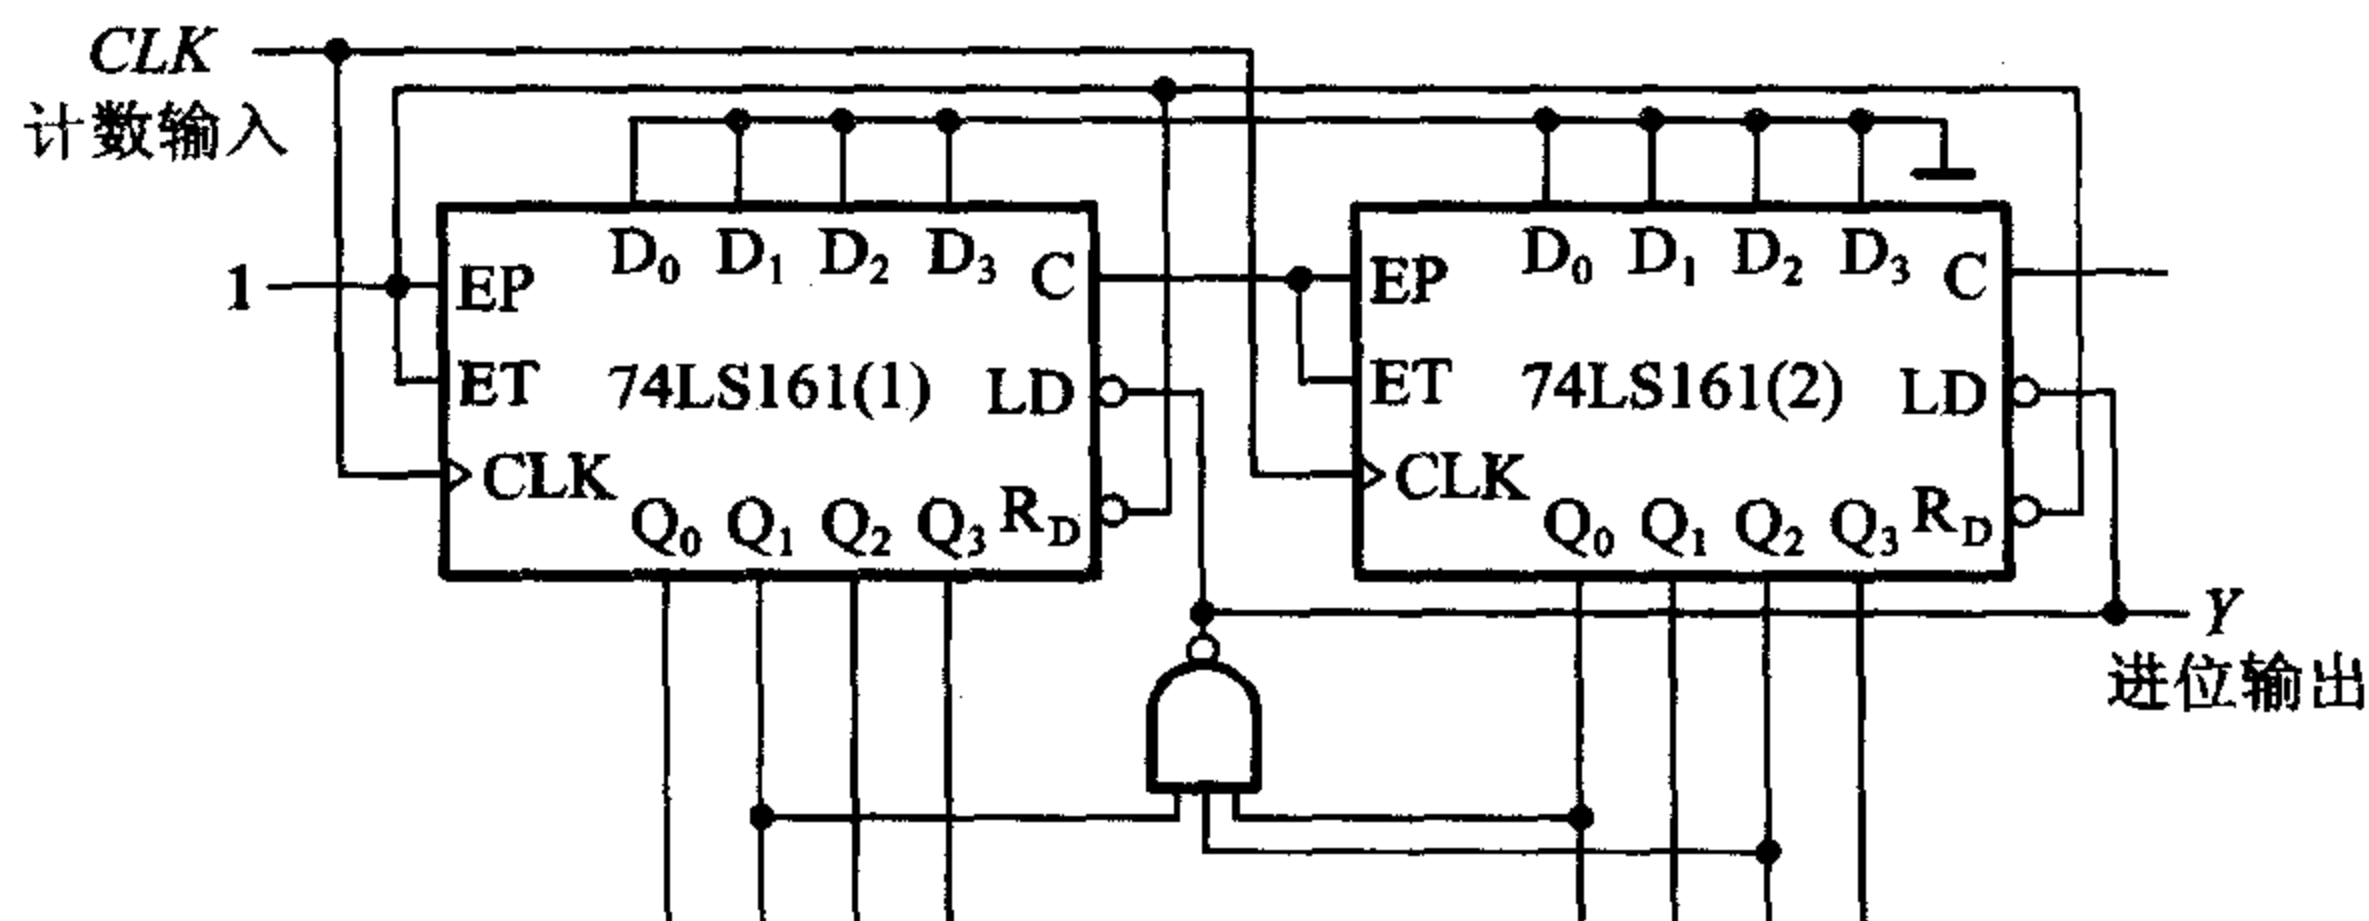 CLK
计数输入
D₀ D₁ D₂ D₃ C
D₀ D₁ D₂ D₃ C
1
EP
EP
ET 74LS161(1) LD
ET 74LS161(2) LD
CLK
CLK
Q₀ Q₁ Q₂ Q₃ R_D
Q₀ Q₁ Q₂ Q₃ R_D
Y
进位输出